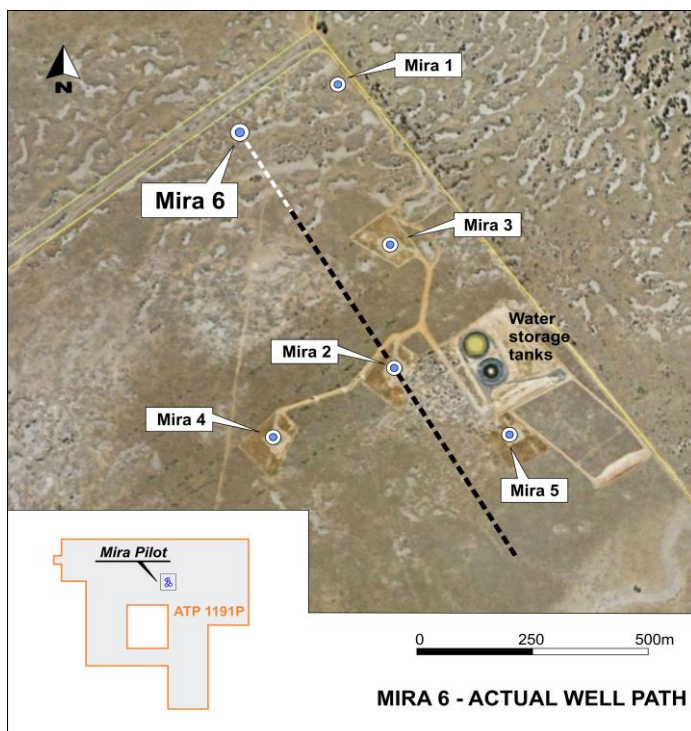 Mira 1
N
Mira 6
Mira 3
Water
storage
tanks
Mira 2
Mira 4
Mira 5
Mira Pilot
ATP 1191P
0 250 500m
MIRA 6 - ACTUAL WELL PATH